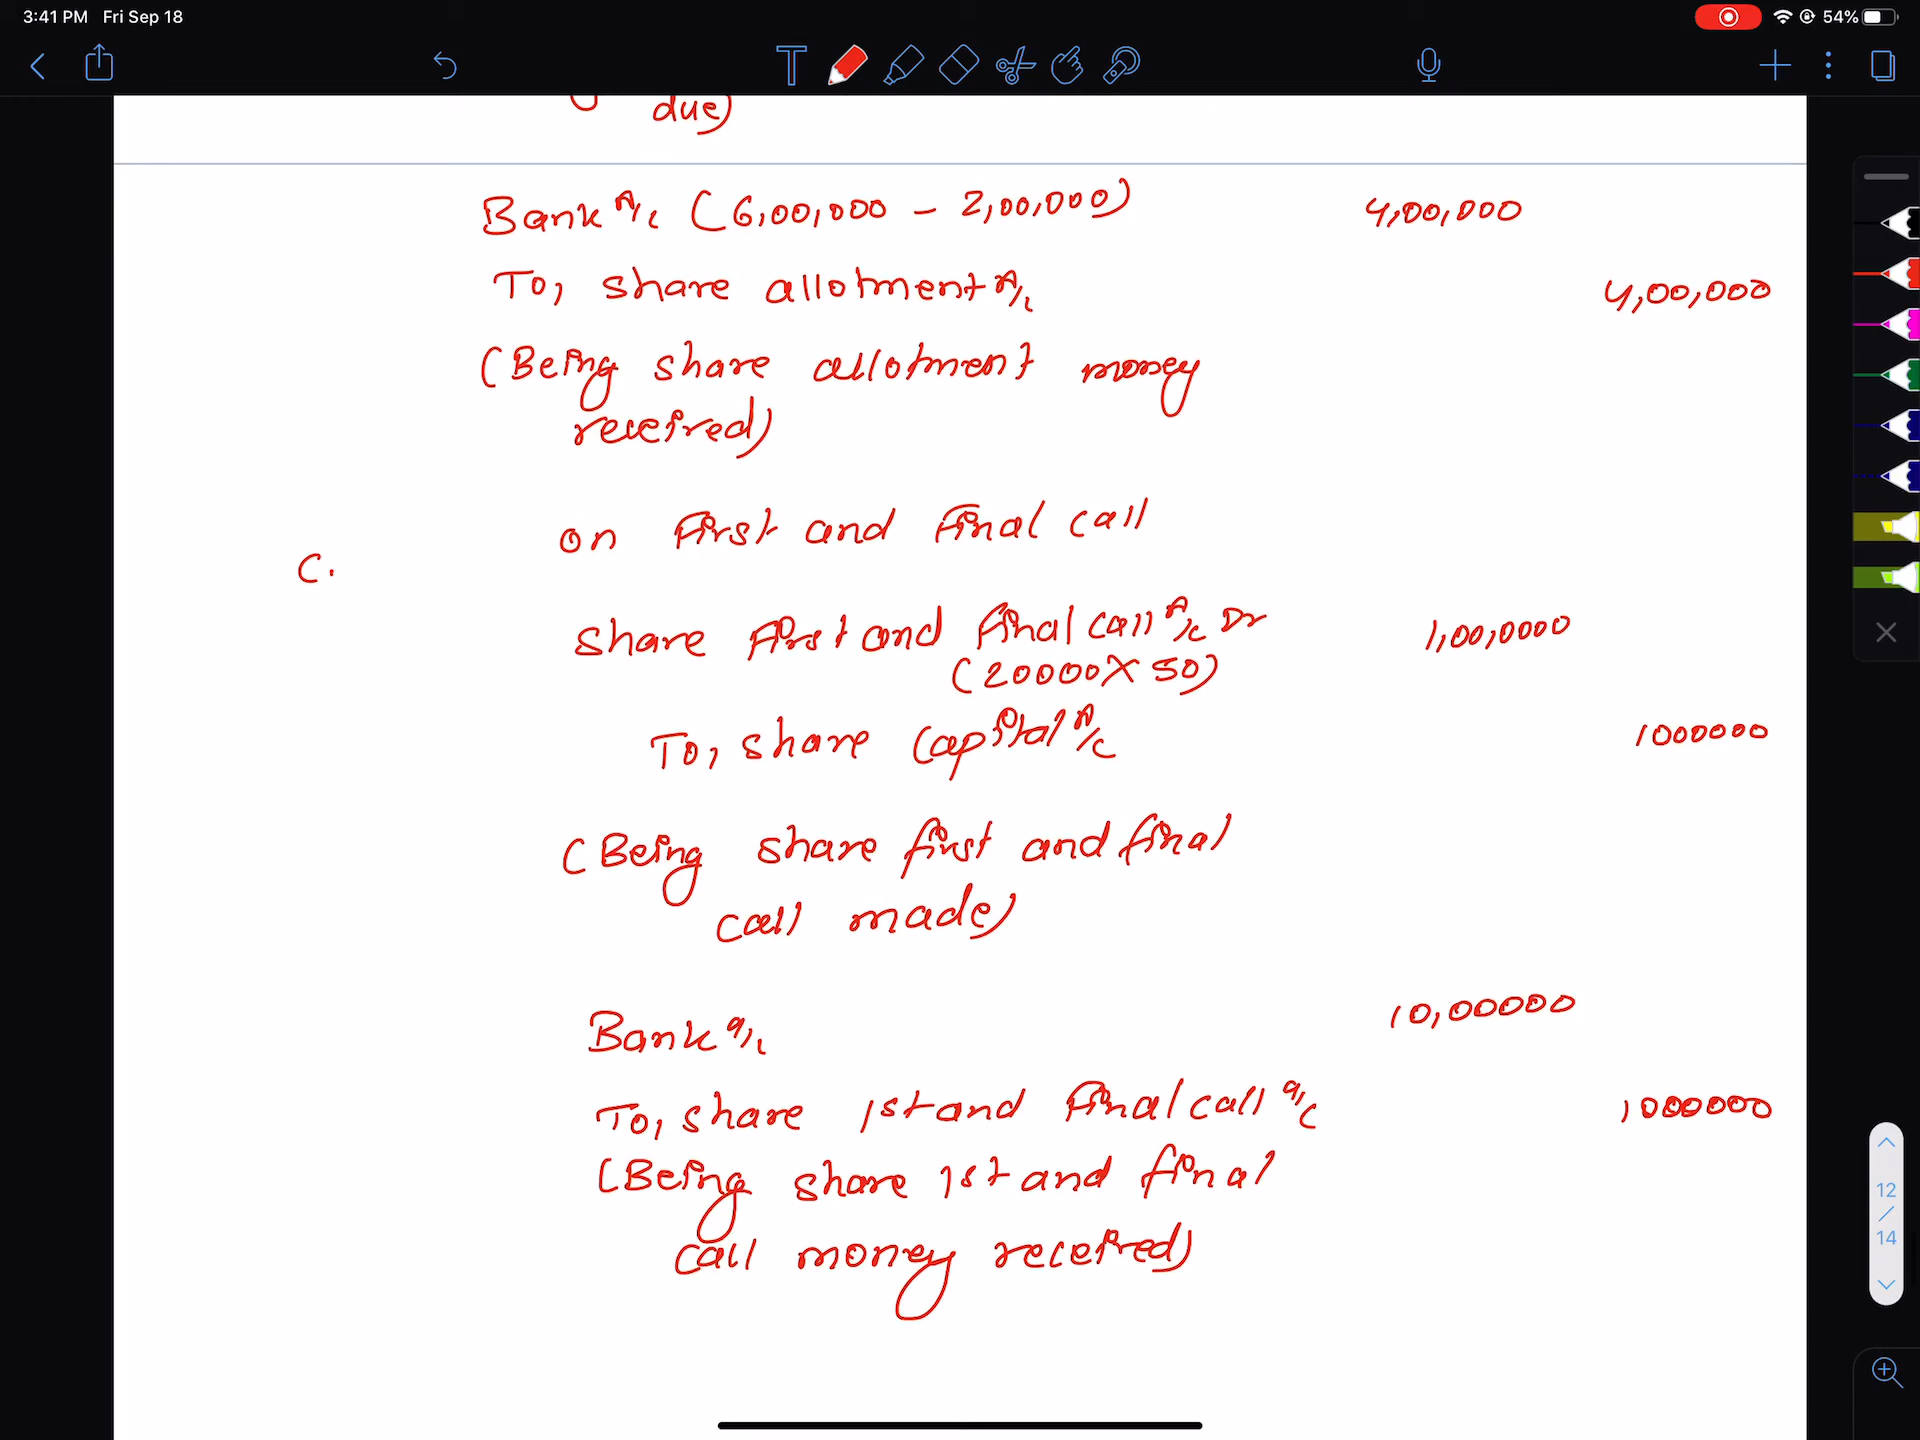 3:41 PM Fri Sep 18
54%
due)
Bank A/c (6,00,000 - 2,00,000) 4,00,000
To, share allotment A/c 4,00,000
(Being share allotment money
received)
C. on First and Final call
share First and final call A/c Dr 1,00,0000
(20000 X 50)
To, share capital A/c 1000000
(Being share first and final
call made)
Bank a/c 10,00000
To, share 1st and Final call a/c 1000000
(Being share 1st and final
call money received)
12
/
14